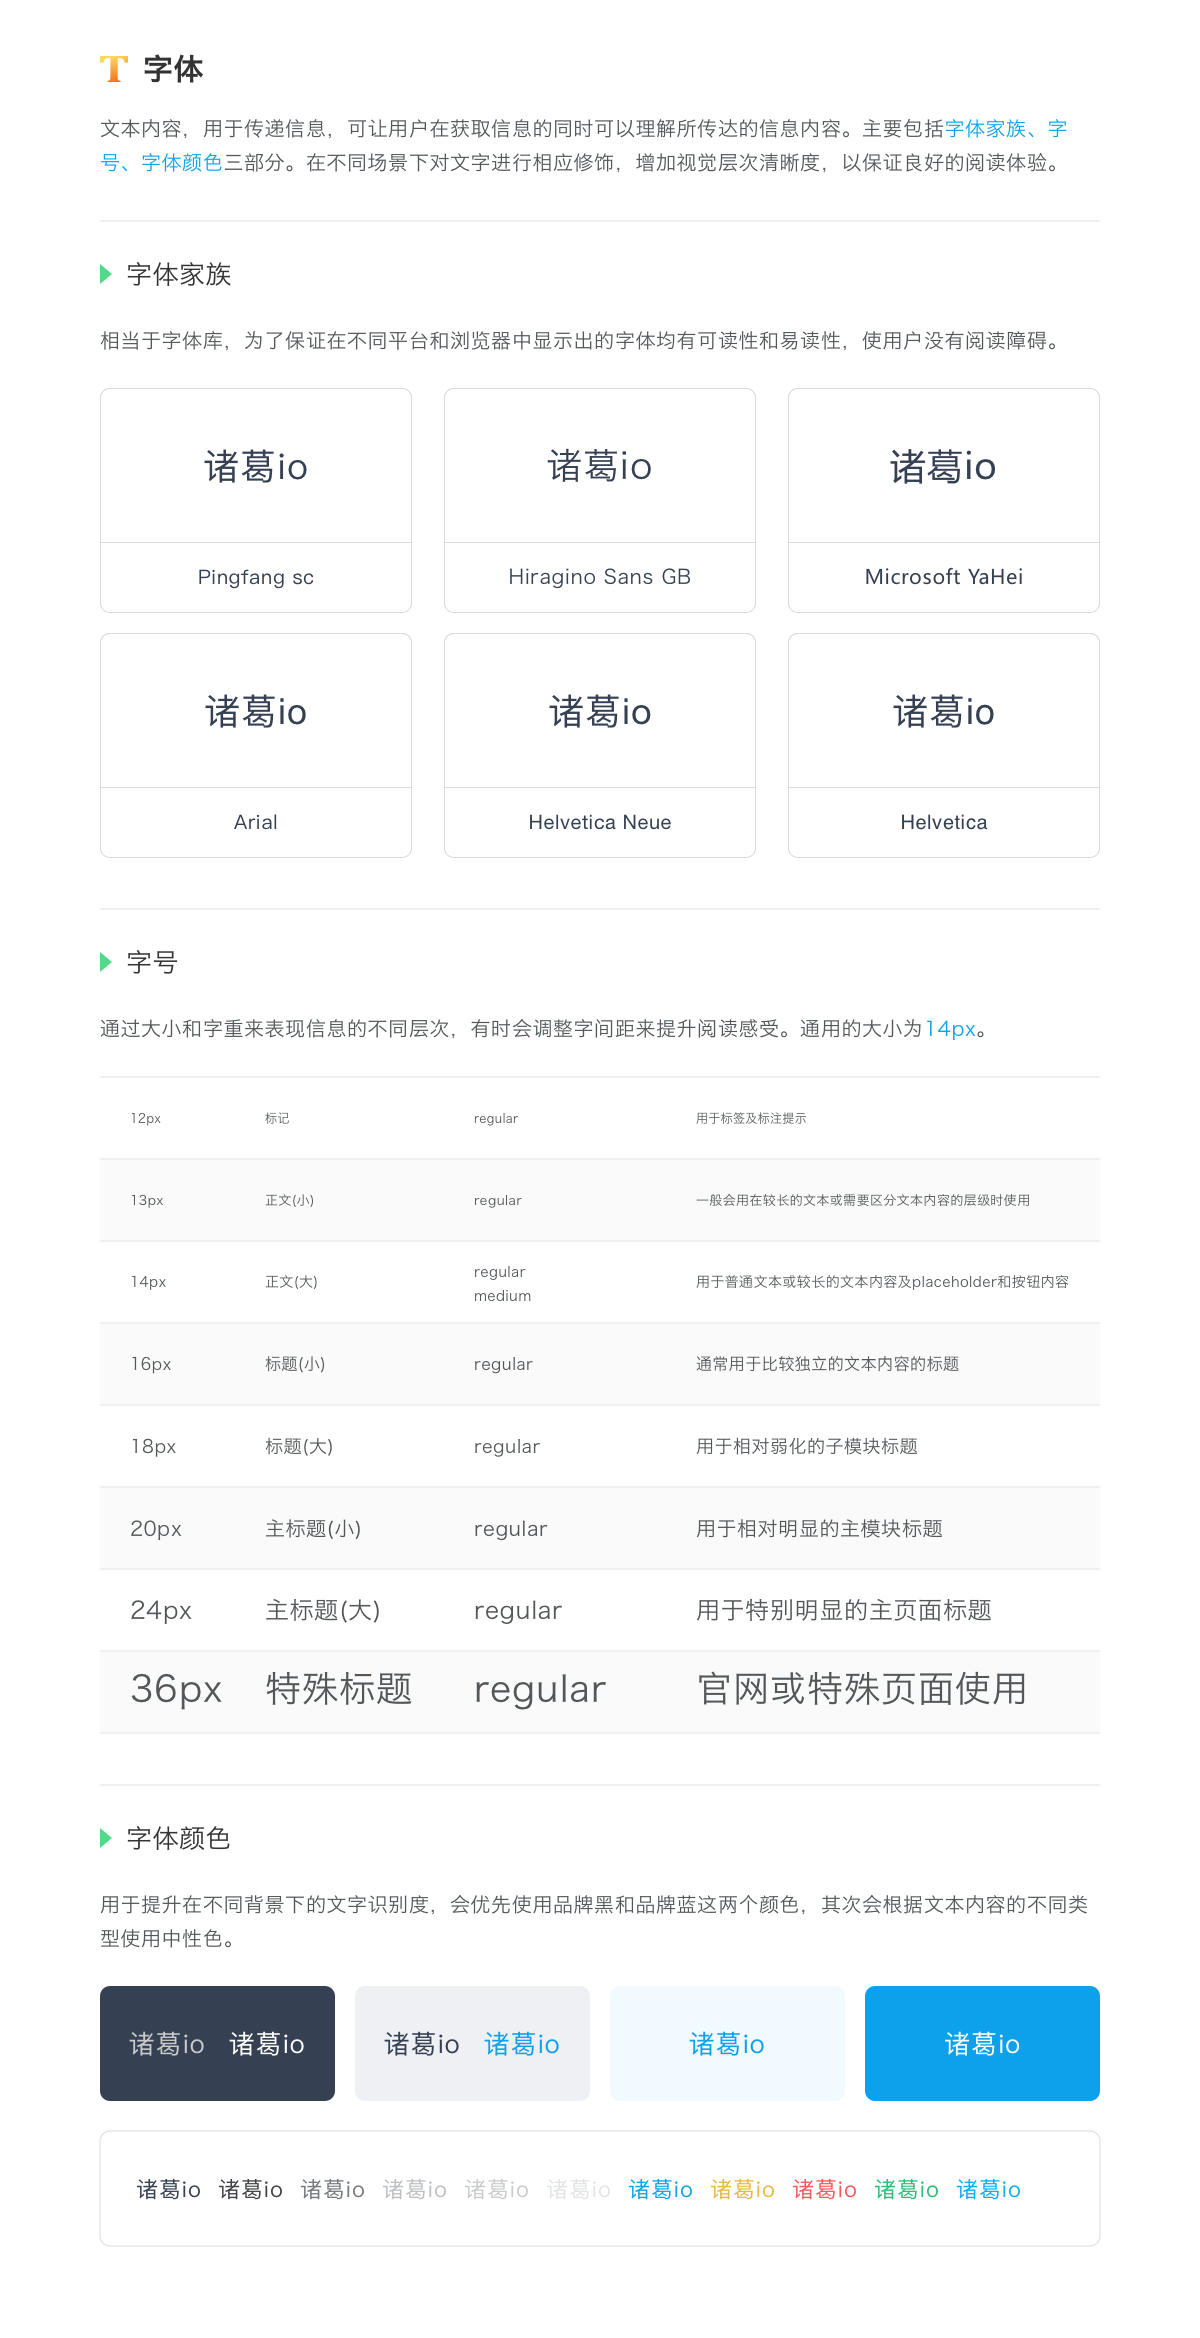 字体
文本内容，用于传递信息，可让用户在获取信息的同时可以理解所传达的信息内容。主要包括字体家族、字
号、字体颜色三部分。在不同场景下对文字进行相应修饰，增加视觉层次清晰度，以保证良好的阅读体验。
字体家族
相当于字体库，为了保证在不同平台和浏览器中显示出的字体均有可读性和易读性，使用户没有阅读障碍。
诸葛io 诸葛io 诸葛io
Pingfang sc Hiragino Sans GB Microsoft YaHei
诸葛io 诸葛io 诸葛io
Arial Helvetica Neue Helvetica
字号
通过大小和字重来表现信息的不同层次，有时会调整字间距来提升阅读感受。通用的大小为14px。
12px 标记 regular 用于标签及标注提示
13px 正文(小) regular 一般会用在较长的文本或需要区分文本内容的层级时使用
14px 正文(大) regular medium 用于普通文本或较长的文本内容及placeholder和按钮内容
16px 标题(小) regular 通常用于比较独立的文本内容的标题
18px 标题(大) regular 用于相对弱化的子模块标题
20px 主标题(小) regular 用于相对明显的主模块标题
24px 主标题(大) regular 用于特别明显的主页面标题
36px 特殊标题 regular 官网或特殊页面使用
字体颜色
用于提升在不同背景下的文字识别度，会优先使用品牌黑和品牌蓝这两个颜色，其次会根据文本内容的不同类
型使用中性色。
诸葛io 诸葛io 诸葛io 诸葛io 诸葛io 诸葛io
诸葛io 诸葛io 诸葛io 诸葛io 诸葛io 诸葛io 诸葛io 诸葛io 诸葛io 诸葛io 诸葛io